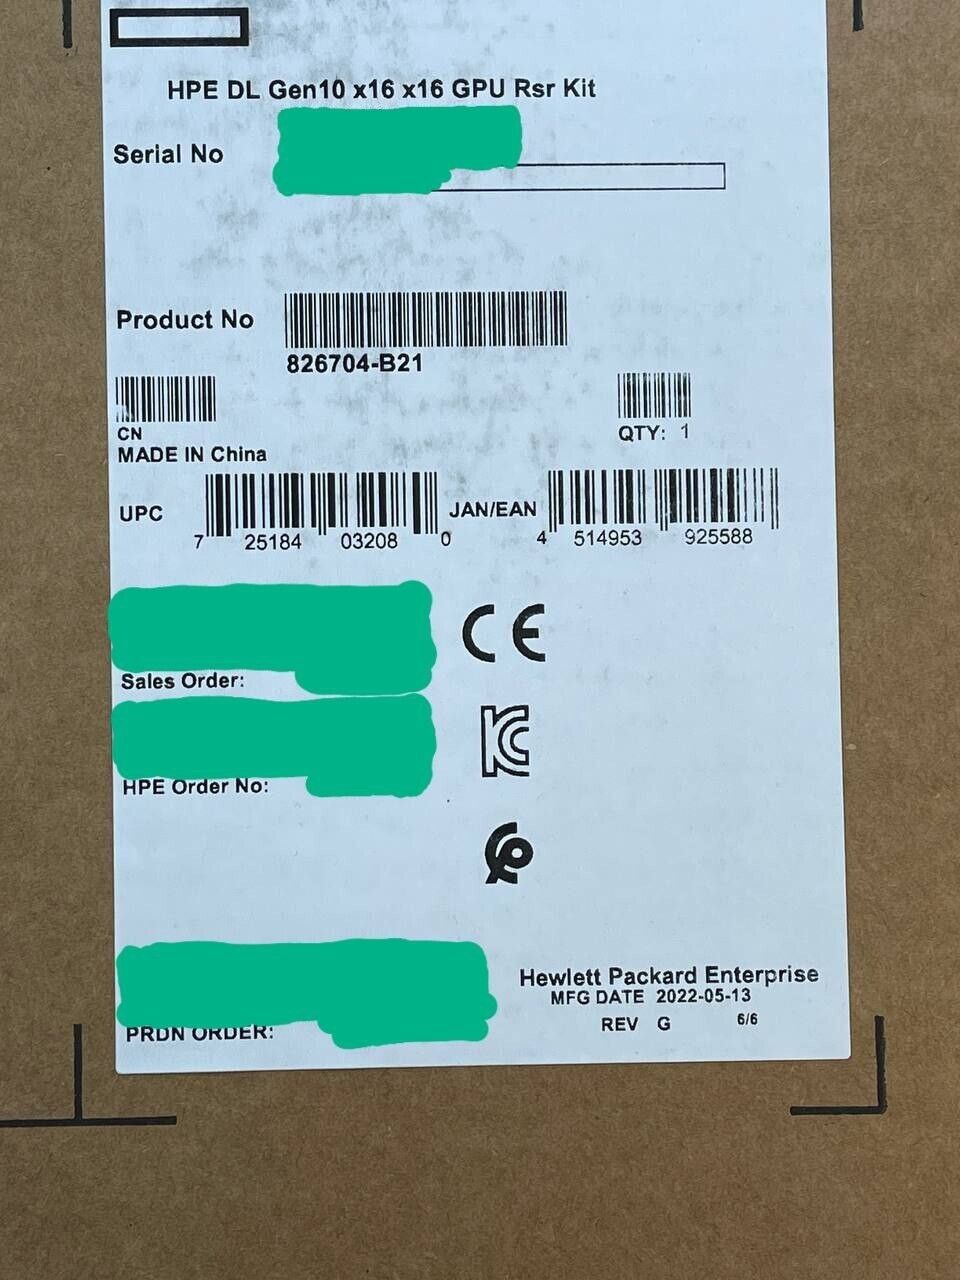 HPE DL Gen10 x16 x16 GPU Rsr Kit
Serial No
Product No
826704-B21
CN
QTY: 1
MADE IN China
UPC
7 25184 03208 0
JAN/EAN
4 514953 925588
CE
Sales Order:
HPE Order No:
Hewlett Packard Enterprise
MFG DATE 2022-05-13
REV G 6/6
PRDN ORDER: